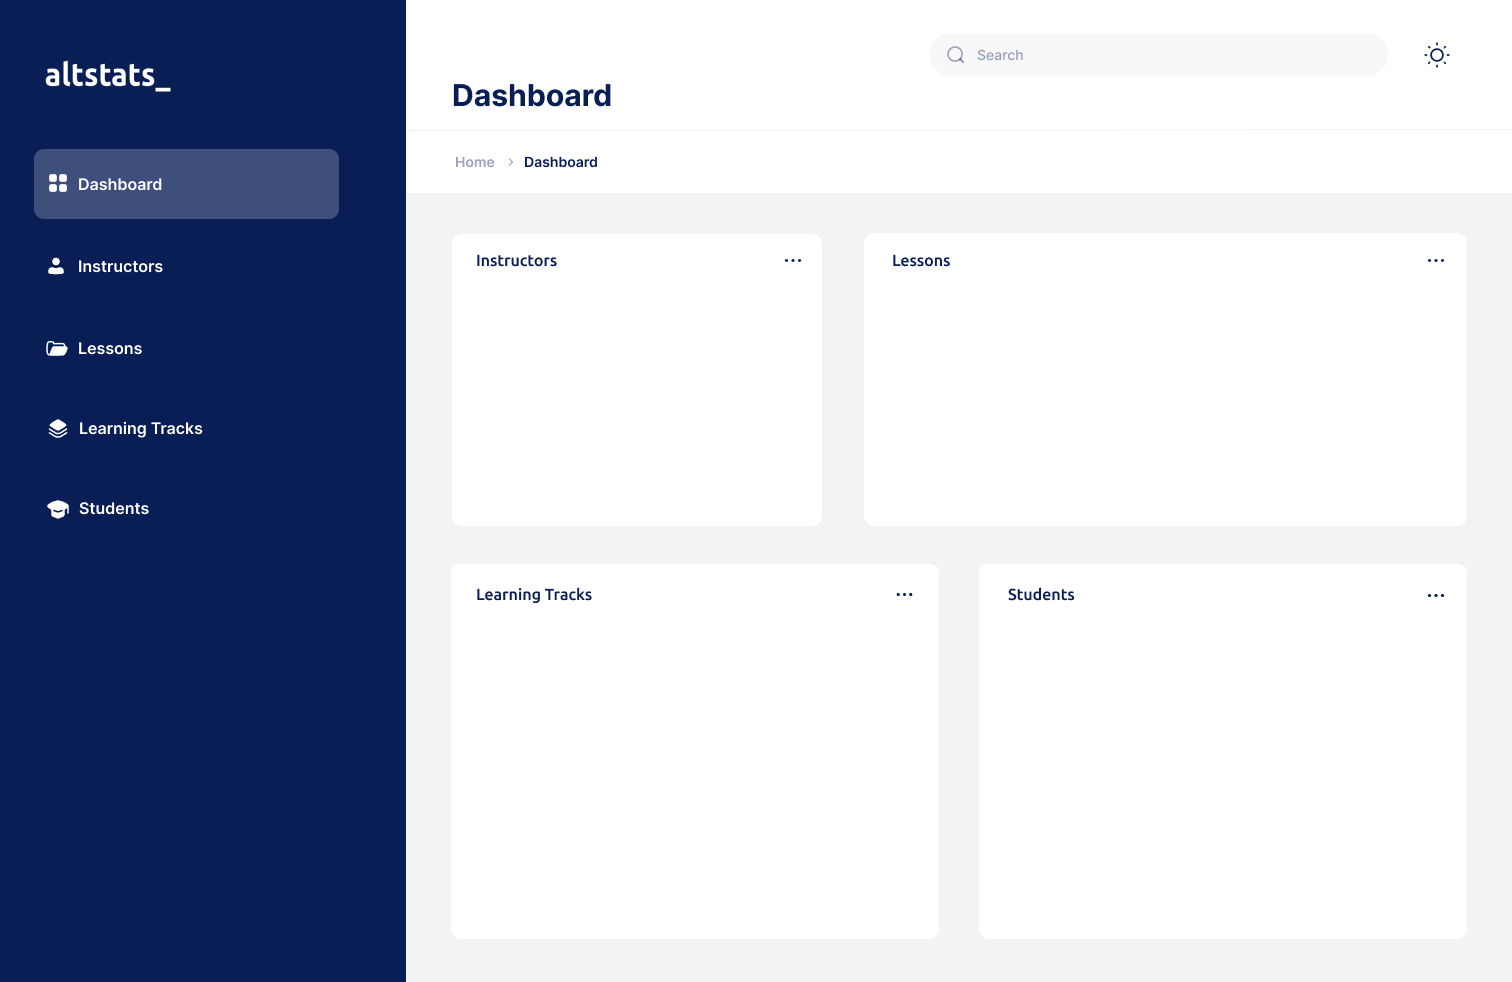 altstats_
Dashboard
Instructors
Lessons
Learning Tracks
Students
Search
Dashboard
Home > Dashboard
Instructors ...
Lessons ...
Learning Tracks ...
Students ...